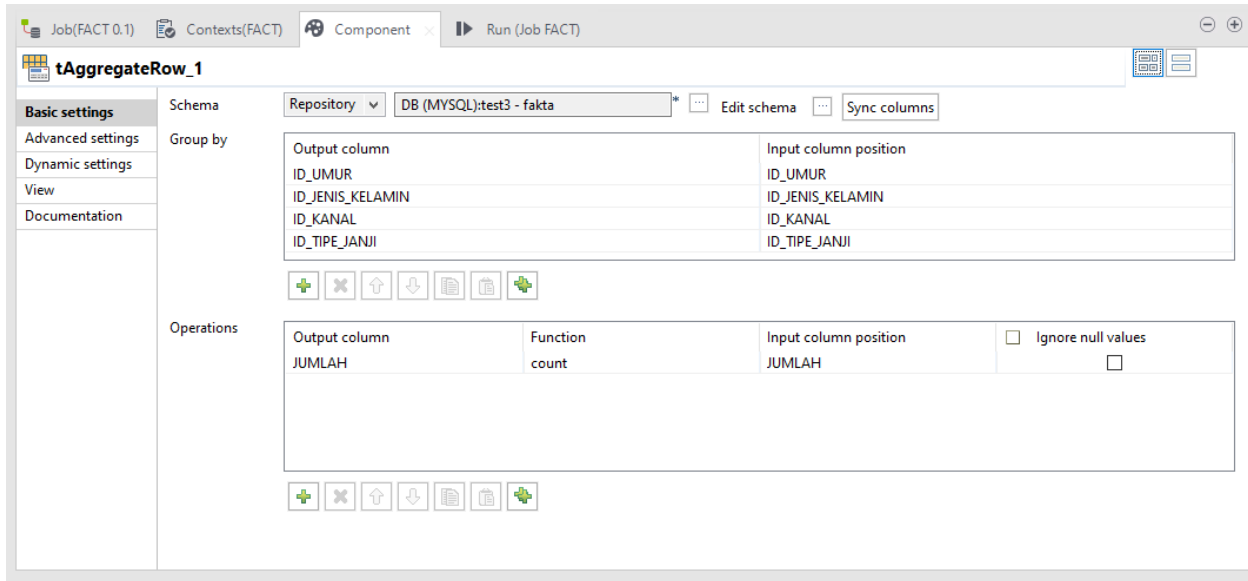 Job(FACT 0.1) Contexts(FACT) Component Run (Job FACT)
tAggregateRow_1
Basic settings
Advanced settings
Dynamic settings
View
Documentation
Schema Repository DB (MYSQL):test3 - fakta * ... Edit schema ... Sync columns
Group by
Output column Input column position
ID_UMUR ID_UMUR
ID_JENIS_KELAMIN ID_JENIS_KELAMIN
ID_KANAL ID_KANAL
ID_TIPE_JANJI ID_TIPE_JANJI
Operations
Output column Function Input column position Ignore null values
JUMLAH count JUMLAH